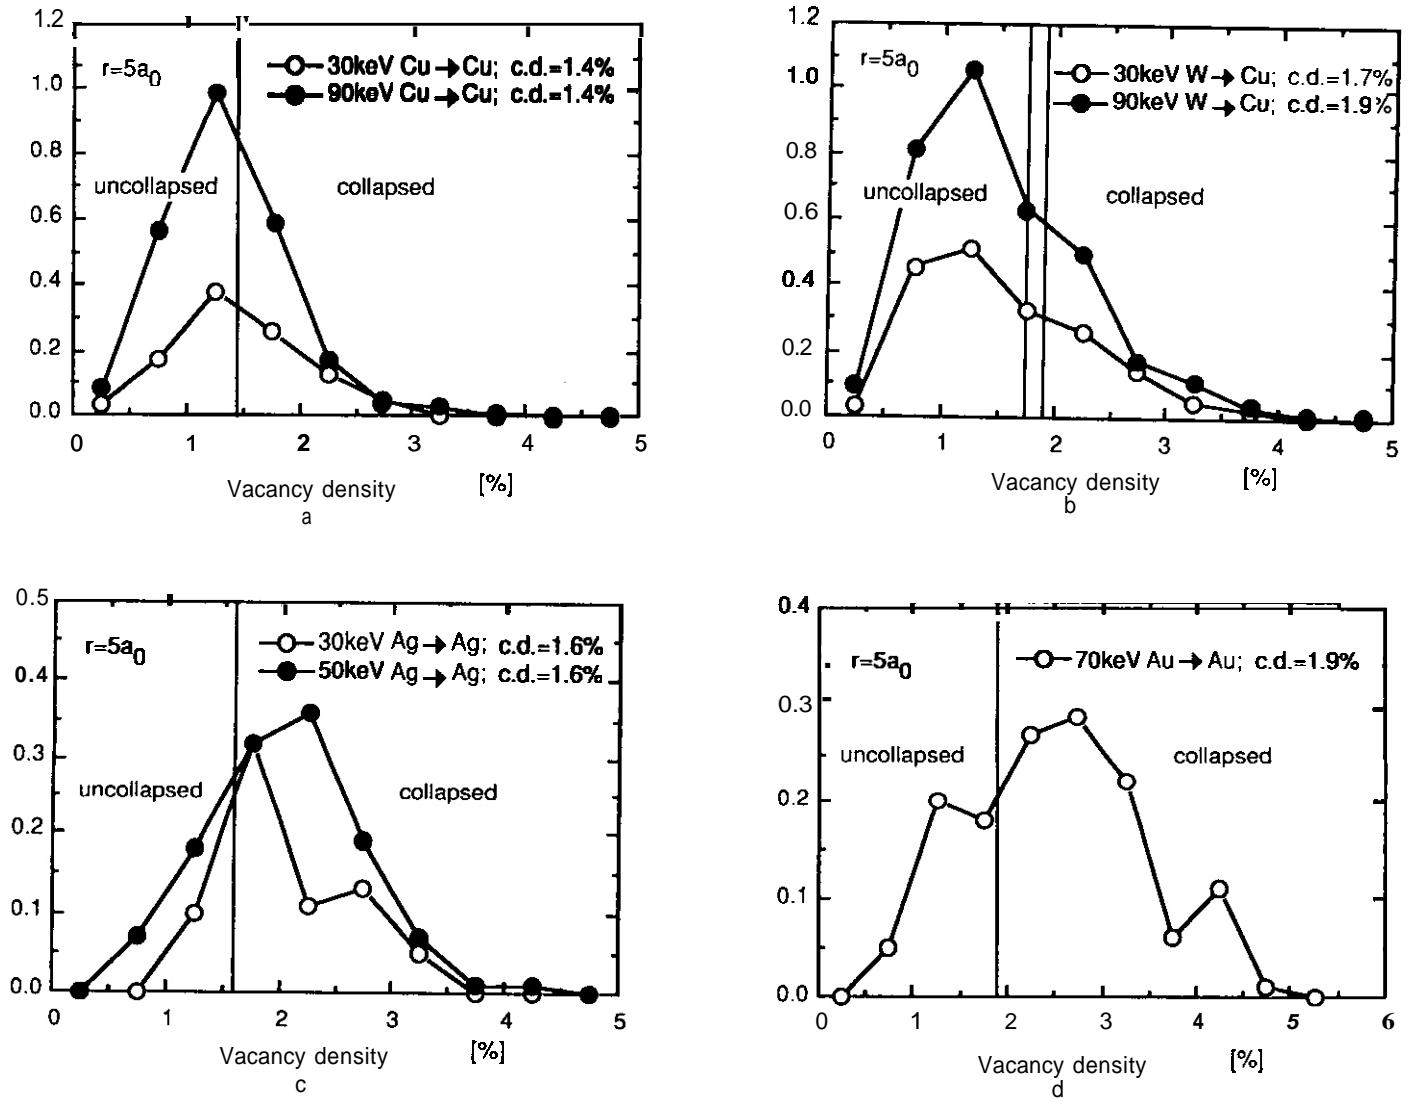 1.2
1.0
0.8
0.6
0.4
0.2
0.0
r=5a0
30keV Cu → Cu; c.d.=1.4%
90keV Cu → Cu; c.d.=1.4%
uncollapsed
collapsed
0 1 2 3 4 5
Vacancy density [%]
a
1.2
1.0
0.8
0.6
0.4
0.2
0.0
r=5a0
30keV W → Cu; c.d.=1.7%
90keV W → Cu; c.d.=1.9%
uncollapsed
collapsed
0 1 2 3 4 5
Vacancy density [%]
b
0.5
0.4
0.3
0.2
0.1
0.0
r=5a0
30keV Ag → Ag; c.d.=1.6%
50keV Ag → Ag; c.d.=1.6%
uncollapsed
collapsed
0 1 2 3 4 5
Vacancy density [%]
c
0.4
0.3
0.2
0.1
0.0
r=5a0
70keV Au → Au; c.d.=1.9%
uncollapsed
collapsed
0 1 2 3 4 5 6
Vacancy density [%]
d